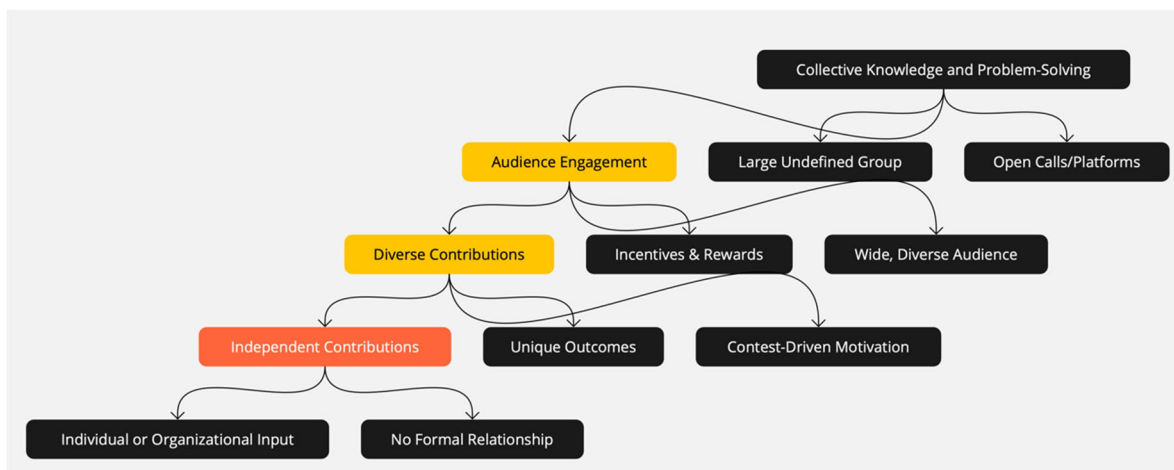 Collective Knowledge and Problem-Solving
Audience Engagement
Large Undefined Group
Open Calls/Platforms
Diverse Contributions
Incentives & Rewards
Wide, Diverse Audience
Independent Contributions
Unique Outcomes
Contest-Driven Motivation
Individual or Organizational Input
No Formal Relationship